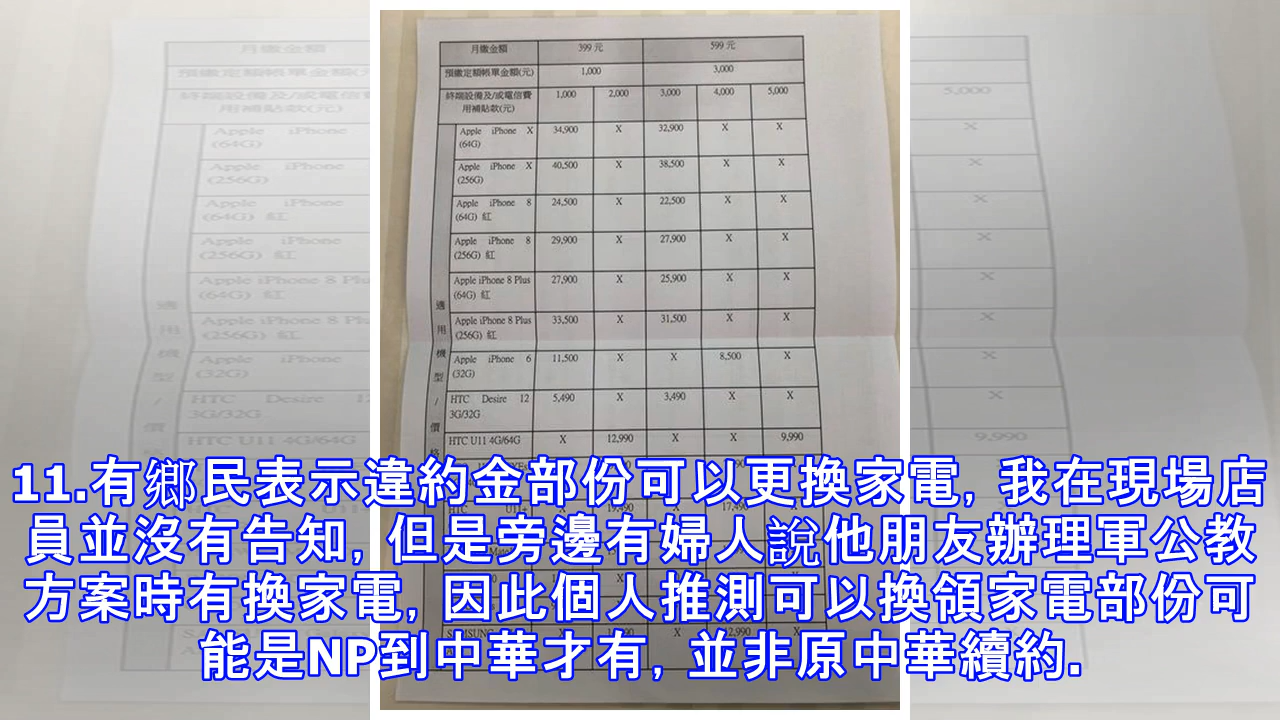 月繳金額 399 元 599 元
預繳定額帳單金額(元) 1,000 3,000
終端設備及/或電信費用補貼款(元) 1,000 2,000 3,000 4,000 5,000
適用機型/價
Apple iPhone X (64G) 34,900 X 32,900 X X
Apple iPhone X (256G) 40,500 X 38,500 X X
Apple iPhone 8 (64G) 紅 24,500 X 22,500 X X
Apple iPhone 8 (256G) 紅 29,900 X 27,900 X X
Apple iPhone 8 Plus (64G) 紅 27,900 X 25,900 X X
Apple iPhone 8 Plus (256G) 紅 33,500 X 31,500 X X
Apple iPhone 6 (32G) 11,500 X X 8,500 X
HTC Desire 12 3G/32G 5,490 X 3,490 X X
HTC U11 4G/64G X 12,990 X X 9,990
11.有鄉民表示違約金部份可以更換家電, 我在現場店
員並沒有告知, 但是旁邊有婦人說他朋友辦理軍公教
方案時有換家電, 因此個人推測可以換領家電部份可
能是NP到中華才有, 並非原中華續約.